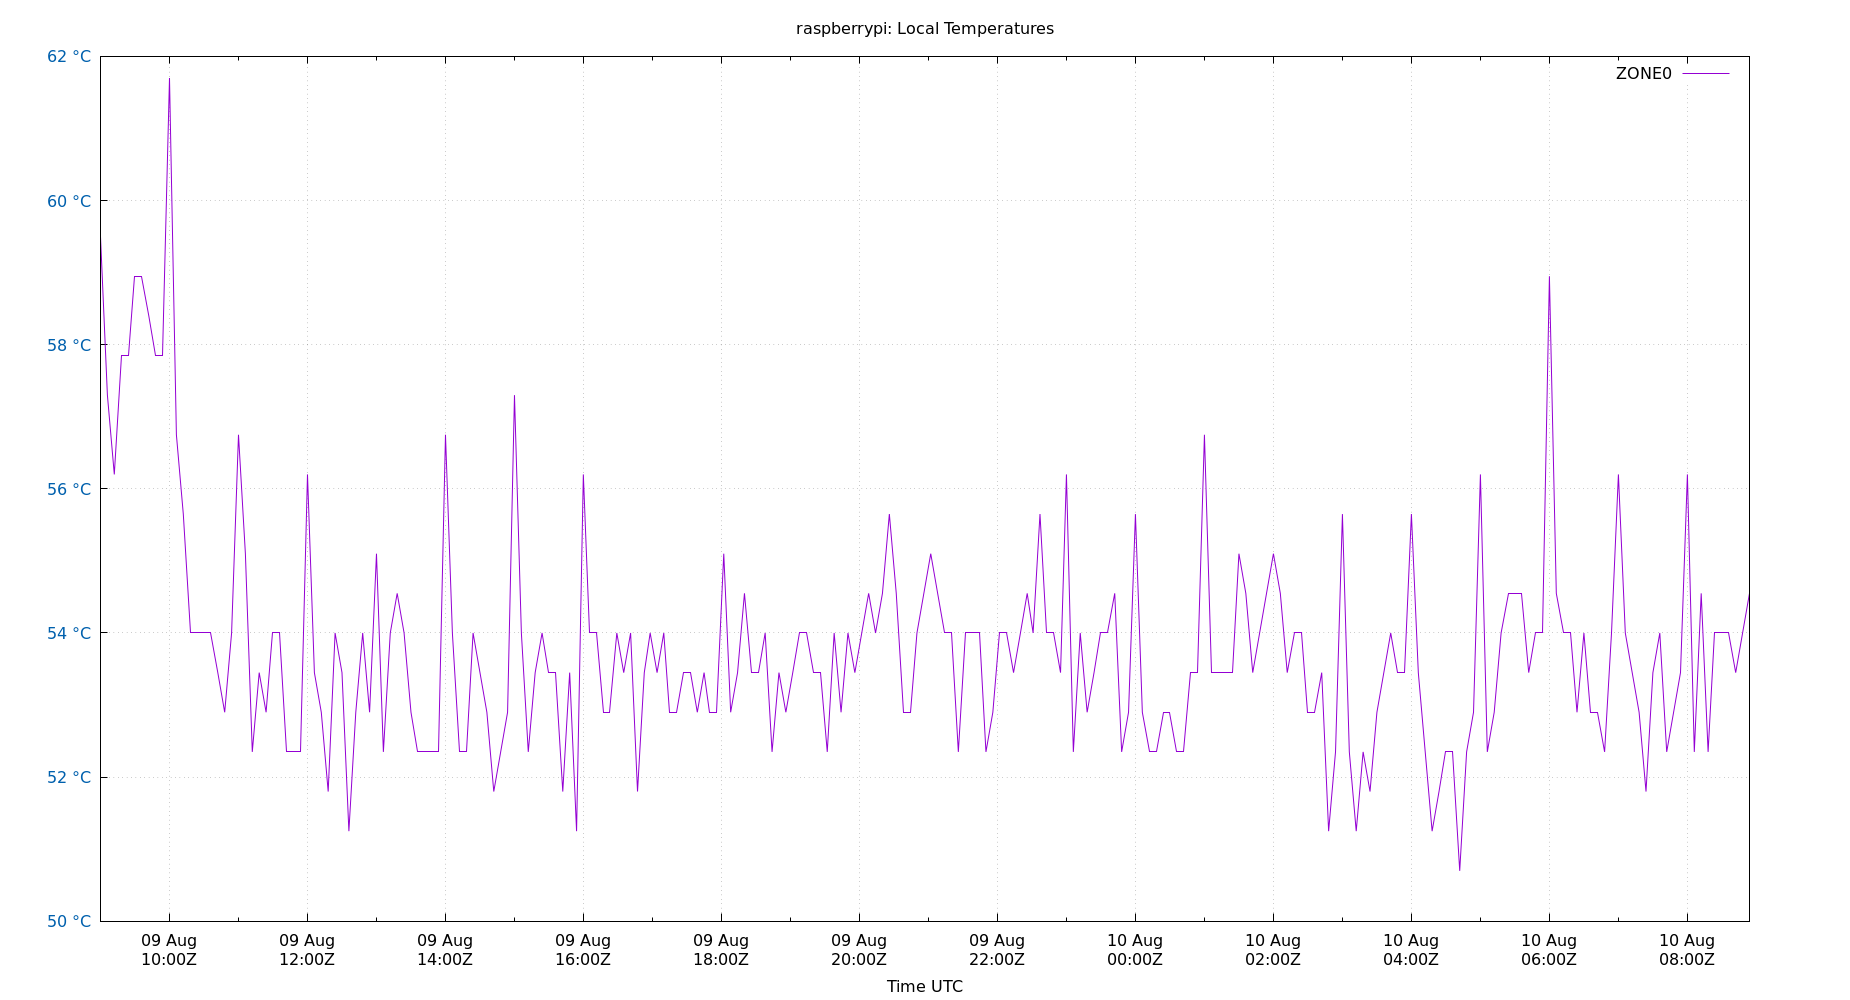 raspberrypi: Local Temperatures
ZONE0
62 °C
60 °C
58 °C
56 °C
54 °C
52 °C
50 °C
09 Aug 09 Aug 09 Aug 09 Aug 09 Aug 09 Aug 09 Aug 10 Aug 10 Aug 10 Aug 10 Aug 10 Aug
10:00Z 12:00Z 14:00Z 16:00Z 18:00Z 20:00Z 22:00Z 00:00Z 02:00Z 04:00Z 06:00Z 08:00Z
Time UTC